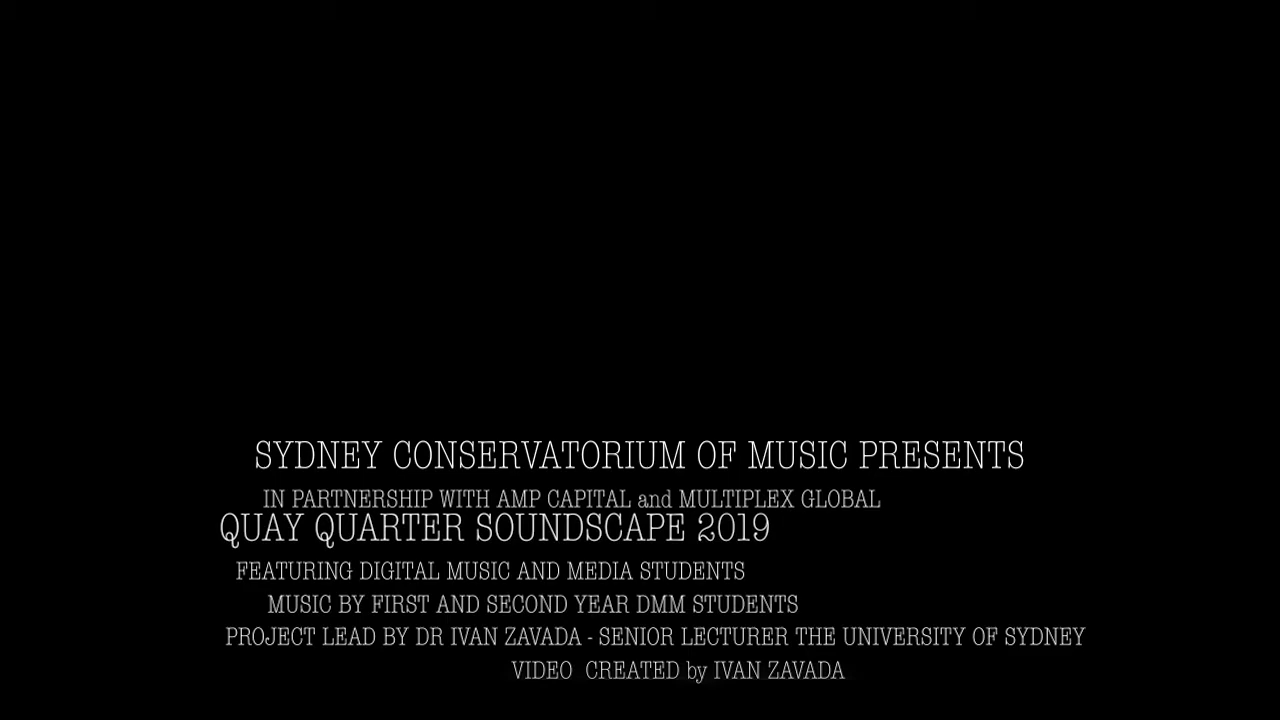 SYDNEY CONSERVATORIUM OF MUSIC PRESENTS
IN PARTNERSHIP WITH AMP CAPITAL and MULTIPLEX GLOBAL
QUAY QUARTER SOUNDSCAPE 2019
FEATURING DIGITAL MUSIC AND MEDIA STUDENTS
MUSIC BY FIRST AND SECOND YEAR DMM STUDENTS
PROJECT LEAD BY DR IVAN ZAVADA - SENIOR LECTURER THE UNIVERSITY OF SYDNEY
VIDEO  CREATED by IVAN ZAVADA